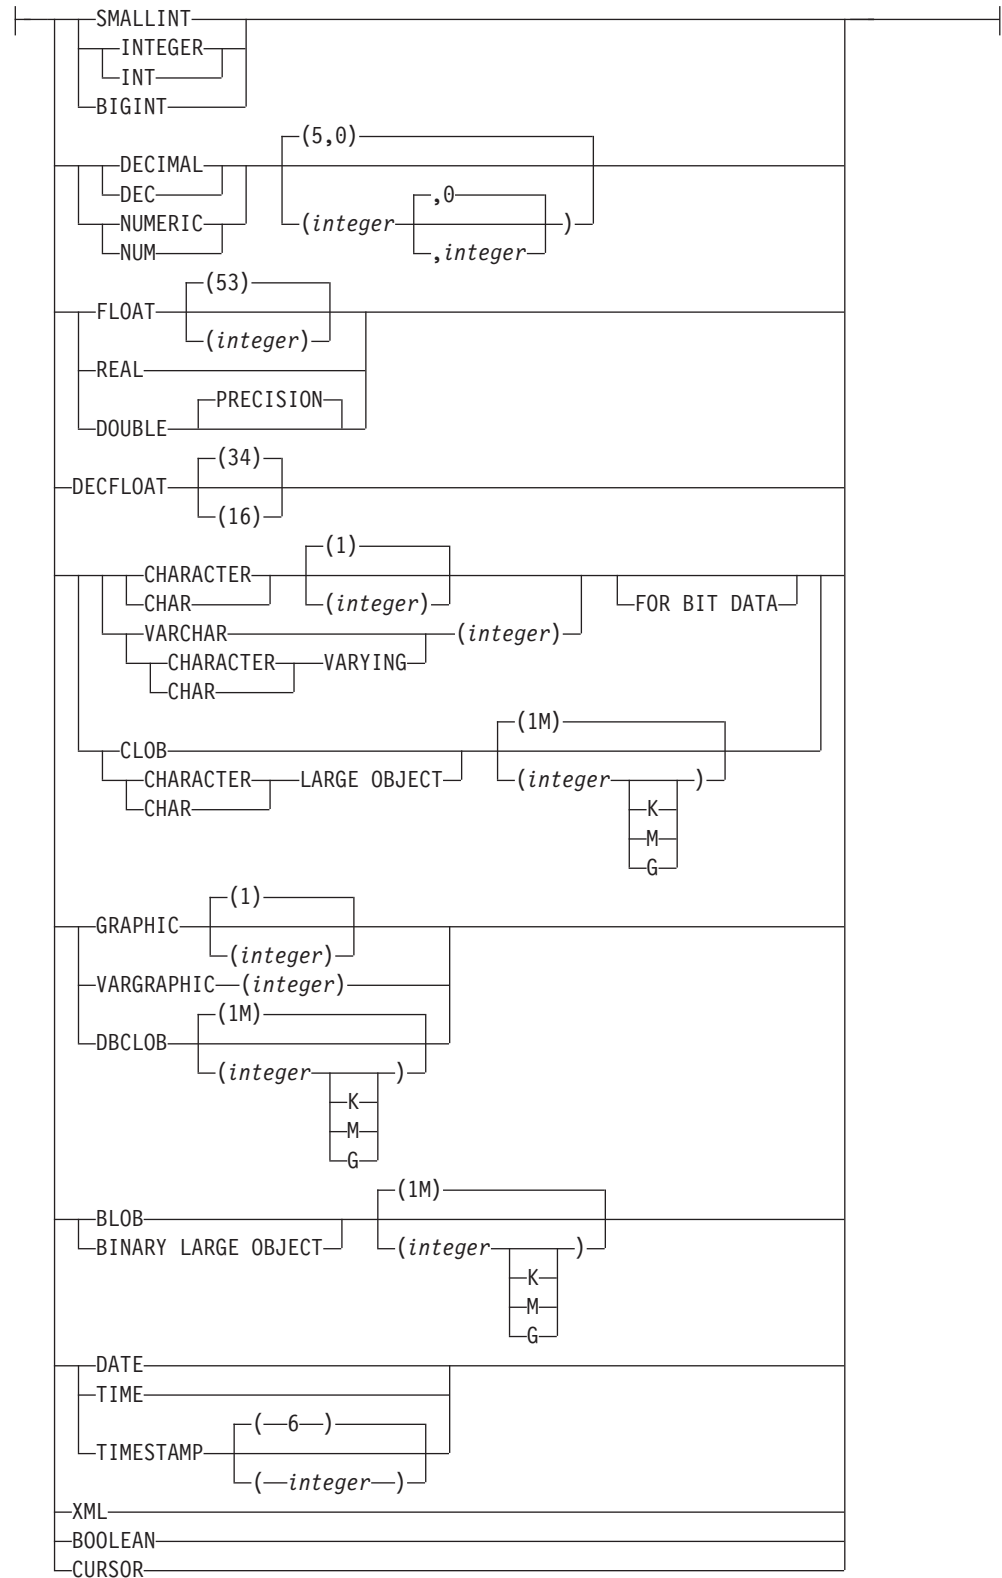 SMALLINT
INTEGER
INT
BIGINT
(5,0)
DECIMAL
DEC
,0
NUMERIC
(integer )
NUM
,integer
(53)
FLOAT
(integer)
REAL
PRECISION
DOUBLE
(34)
DECFLOAT
(16)
(1)
CHARACTER
CHAR
(integer)
FOR BIT DATA
VARCHAR
(integer)
CHARACTER
VARYING
CHAR
(1M)
CLOB
CHARACTER
LARGE OBJECT
(integer )
CHAR
K
M
G
(1)
GRAPHIC
(integer)
VARGRAPHIC (integer)
(1M)
DBCLOB
(integer )
K
M
G
(1M)
BLOB
BINARY LARGE OBJECT
(integer )
K
M
G
DATE
TIME
( 6 )
TIMESTAMP
( integer )
XML
BOOLEAN
CURSOR